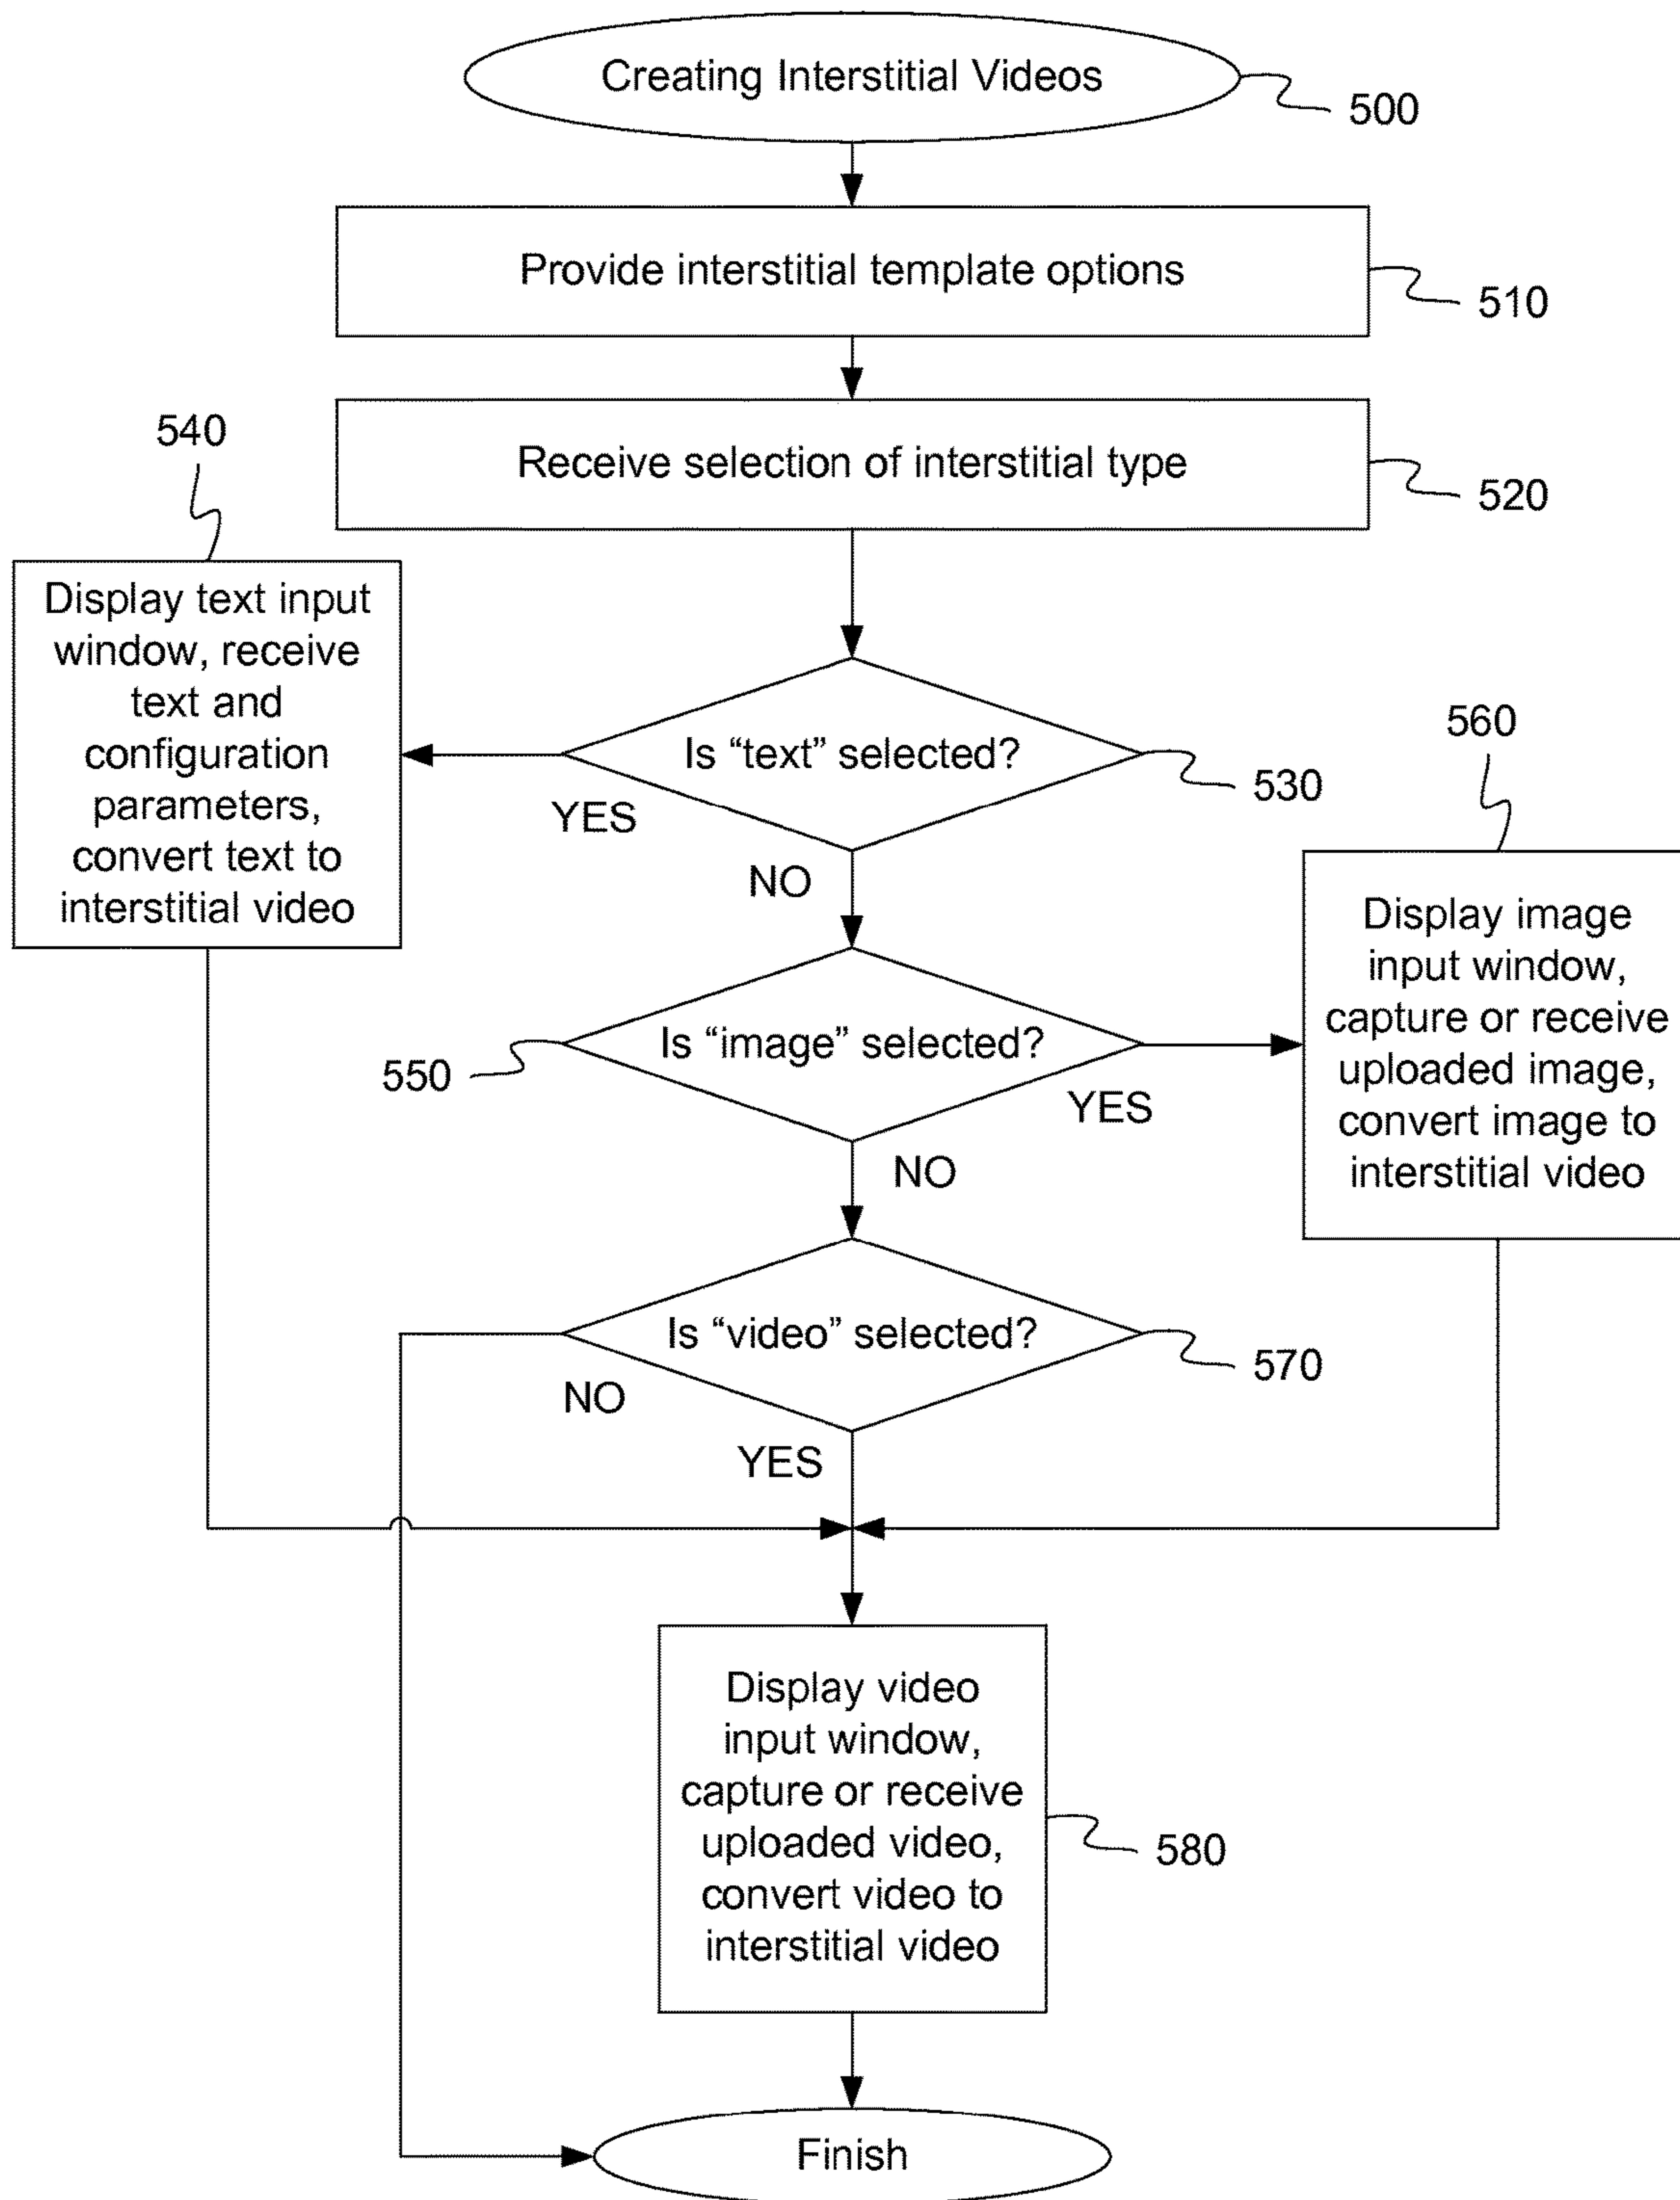 Creating Interstitial Videos
500
Provide interstitial template options
510
Receive selection of interstitial type
520
540
Display text input
window, receive
text and
configuration
parameters,
convert text to
interstitial video
Is “text” selected?
530
YES
NO
560
Display image
input window,
capture or receive
uploaded image,
convert image to
interstitial video
Is “image” selected?
550
YES
NO
Is “video” selected?
570
NO
YES
Display video
input window,
capture or receive
uploaded video,
convert video to
interstitial video
580
Finish